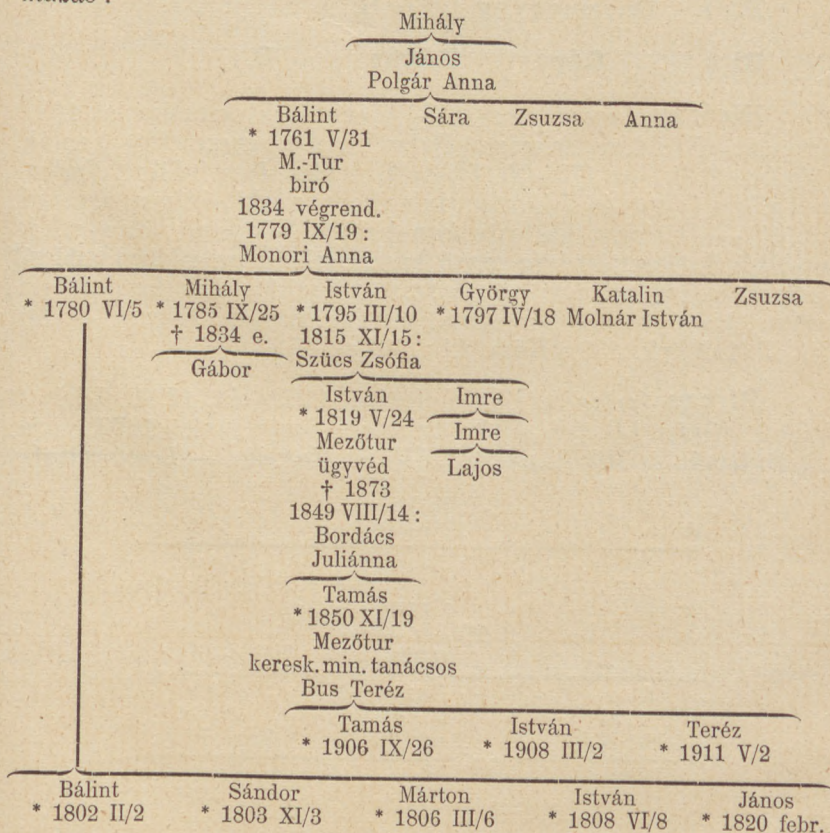 Mihály
János
Polgár Anna
Bálint Sára Zsuzsa Anna
* 1761 V/31
M.-Tur
biró
1834 végrend.
1779 IX/19 :
Monori Anna
Bálint Mihály István György Katalin Zsuzsa
* 1780 VI/5 * 1785 IX/25 * 1795 III/10 * 1797 IV/18 Molnár István
† 1834 e. 1815 XI/15 :
Gábor Szücs Zsófia
István Imre
* 1819 V/24
Mezőtur Imre
ügyvéd Lajos
† 1873
1849 VIII/14 :
Bordács
Juliánna
Tamás
* 1850 XI/19
Mezőtur
keresk. min. tanácsos
Bus Teréz
Tamás István Teréz
* 1906 IX/26 * 1908 III/2 * 1911 V/2
Bálint Sándor Márton István János
* 1802 II/2 * 1803 XI/3 * 1806 III/6 * 1808 VI/8 * 1820 febr.